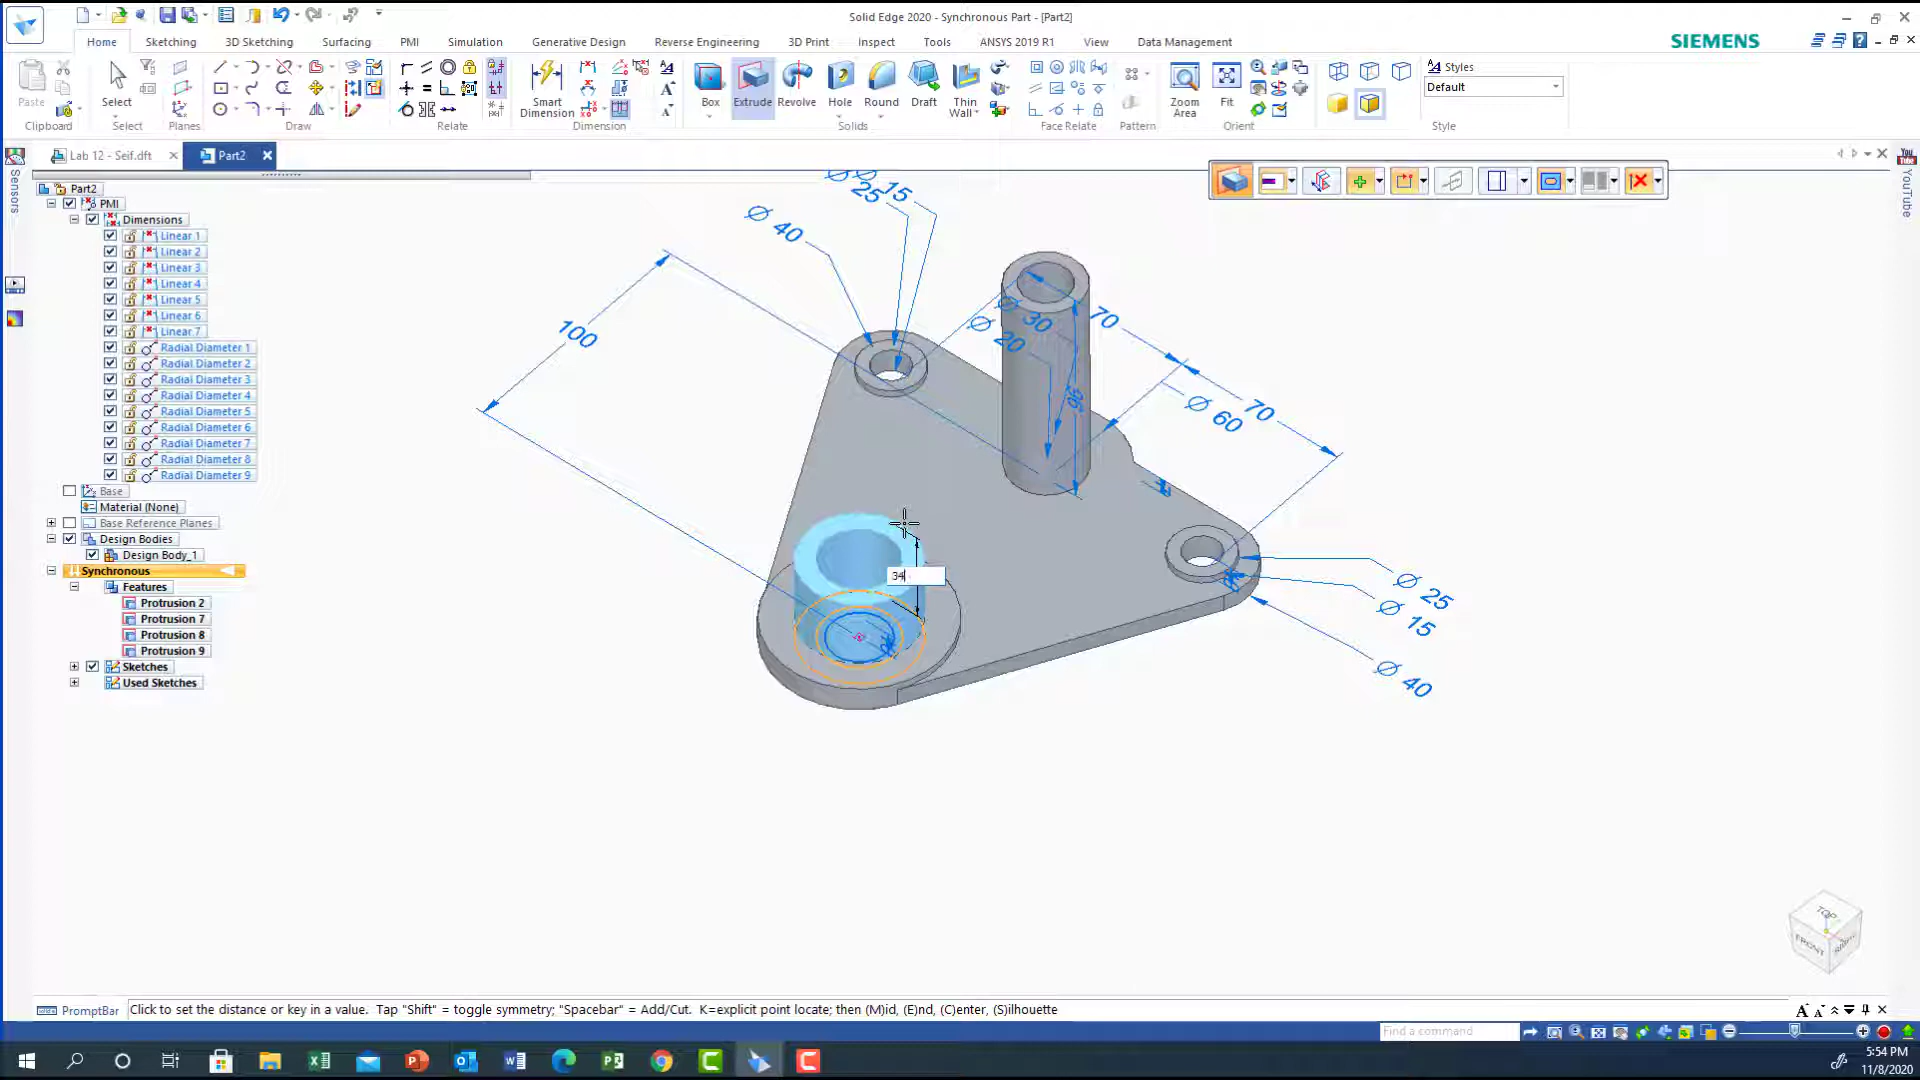 Solid Edge 2020 - Synchronous Part - [Part2]
Home
Sketching
3D Sketching
Surfacing
PMI
Simulation
Generative Design
Reverse Engineering
3D Print
Inspect
Tools
ANSYS 2019 R1
View
Data Management
SIEMENS
Paste
Clipboard
Select
Select
Planes
Draw
Relate
Smart
Dimension
Dimension
Box
Extrude
Revolve
Hole
Round
Draft
Thin
Wall
Solids
Face Relate
Pattern
Zoom
Area
Fit
Orient
Styles
Default
Style
Lab 12 - Seif.dft
Part2
Sensors
You
Tube
YouTube
Part2
PMI
Dimensions
Linear 1
Linear 2
Linear 3
Linear 4
Linear 5
Linear 6
Linear 7
Radial Diameter 1
Radial Diameter 2
Radial Diameter 3
Radial Diameter 4
Radial Diameter 5
Radial Diameter 6
Radial Diameter 7
Radial Diameter 8
Radial Diameter 9
Base
Material (None)
Base Reference Planes
Design Bodies
Design Body_1
Synchronous
Features
Protrusion 2
Protrusion 7
Protrusion 8
Protrusion 9
Sketches
Used Sketches
Ø 15
Ø 25
Ø 40
100
70
Ø 30
Ø 20
70
Ø 60
34
Ø 25
Ø 15
Ø 40
TOP
FRONT
RIGHT
PromptBar
Click to set the distance or key in a value. Tap "Shift" = toggle symmetry; "Spacebar" = Add/Cut. K=explicit point locate; then (M)id, (E)nd, (C)enter, (S)ilhouette
Find a command
5:54 PM
11/8/2020